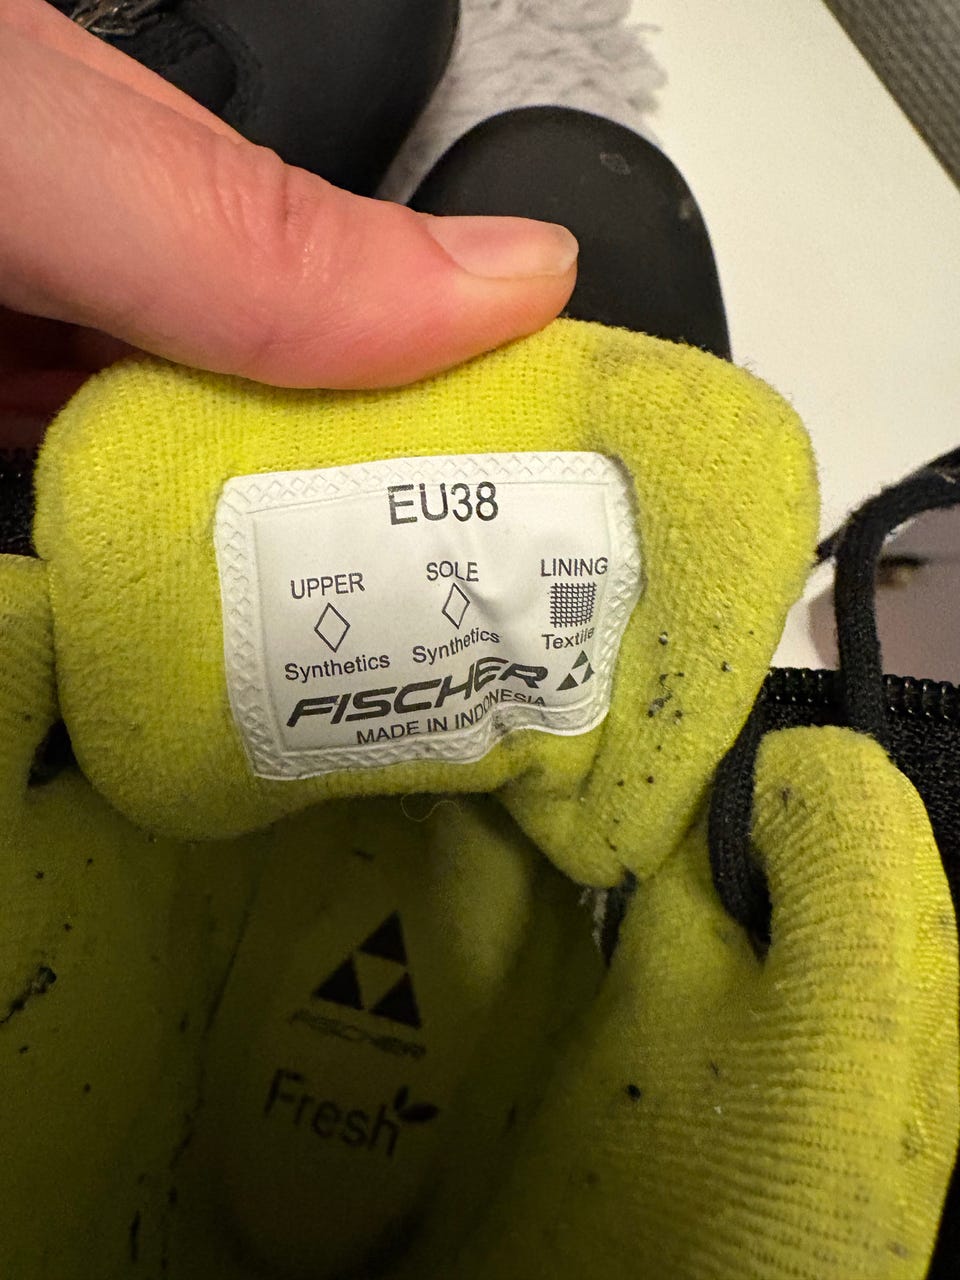 EU38
UPPER SOLE LINING
Synthetics Synthetics Textile
FISCHER
MADE IN INDONESIA
FISCHER
Fresh